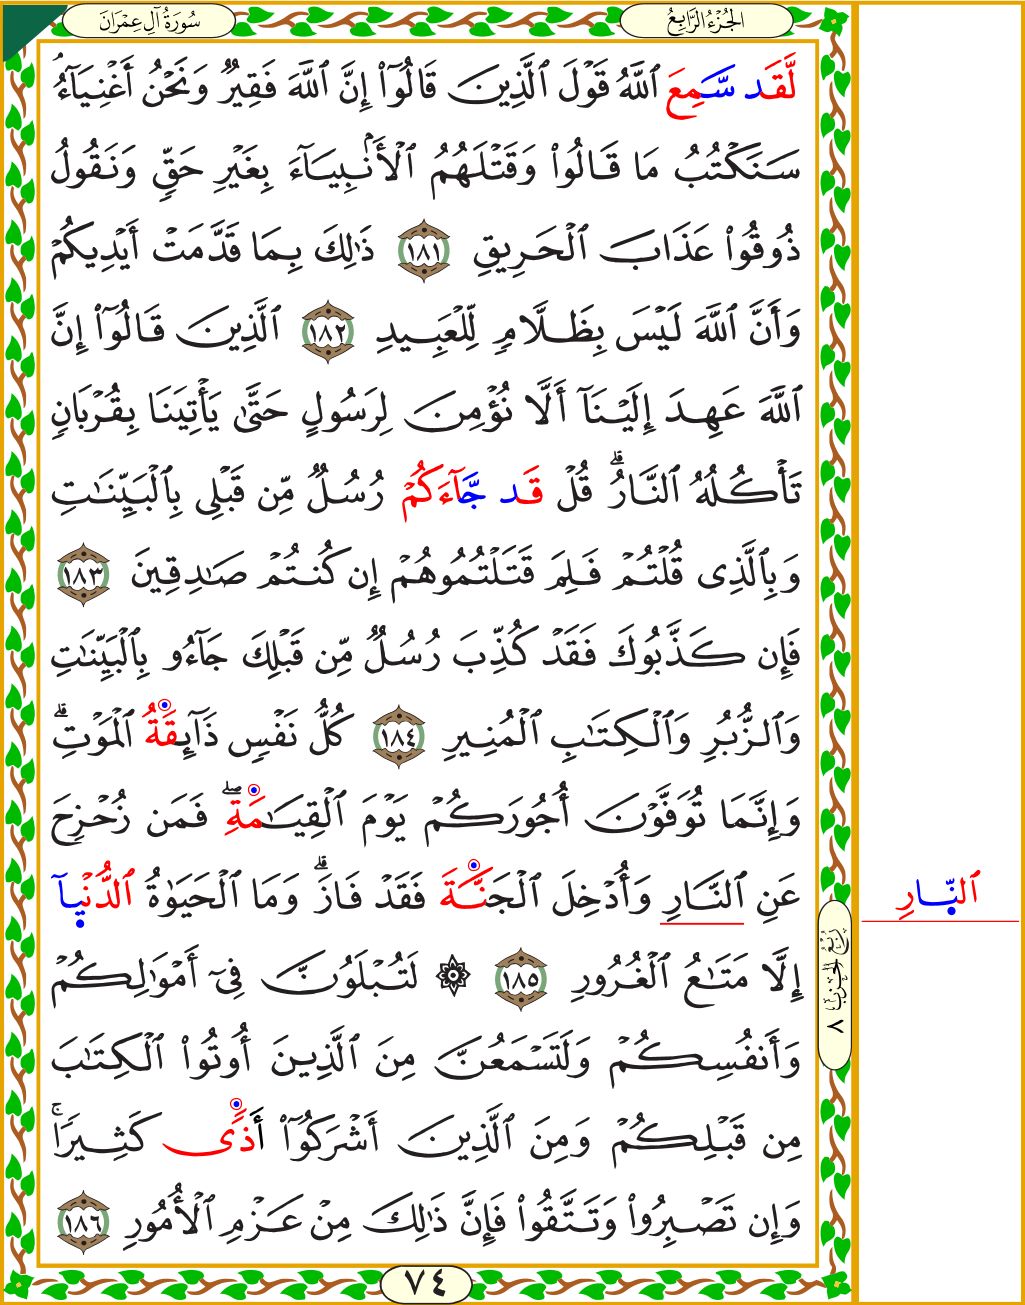 الجُزْءُ الرَّابِعُ
سُورَةُ آلِ عِمْرَانَ
لَّقَد سَّمِعَ ٱللَّهُ قَوْلَ ٱلَّذِينَ قَالُوٓاْ إِنَّ ٱللَّهَ فَقِيرٌ وَنَحْنُ أَغْنِيَآءُۘ
سَنَكْتُبُ مَا قَالُواْ وَقَتْلَهُمُ ٱلْأَنۢبِيَآءَ بِغَيْرِ حَقٍّ وَنَقُولُ
ذُوقُواْ عَذَابَ ٱلْحَرِيقِ ١٨١ ذَٰلِكَ بِمَا قَدَّمَتْ أَيْدِيكُمْ
وَأَنَّ ٱللَّهَ لَيْسَ بِظَلَّامٍ لِّلْعَبِيدِ ١٨٢ ٱلَّذِينَ قَالُوٓاْ إِنَّ
ٱللَّهَ عَهِدَ إِلَيْنَآ أَلَّا نُؤْمِنَ لِرَسُولٍ حَتَّىٰ يَأْتِيَنَا بِقُرْبَانٍ
تَأْكُلُهُ ٱلنَّارُۗ قُلْ قَد جَّآءَكُمْ رُسُلٌ مِّن قَبْلِى بِٱلْبَيِّنَٰتِ
وَبِٱلَّذِى قُلْتُمْ فَلِمَ قَتَلْتُمُوهُمْ إِن كُنتُمْ صَٰدِقِينَ ١٨٣
فَإِن كَذَّبُوكَ فَقَدْ كُذِّبَ رُسُلٌ مِّن قَبْلِكَ جَآءُو بِٱلْبَيِّنَٰتِ
وَٱلزُّبُرِ وَٱلْكِتَٰبِ ٱلْمُنِيرِ ١٨٤ كُلُّ نَفْسٍ ذَآئِقَةُ ٱلْمَوْتِۗ
وَإِنَّمَا تُوَفَّوْنَ أُجُورَكُمْ يَوْمَ ٱلْقِيَٰمَةِۖ فَمَن زُحْزِحَ
عَنِ ٱلنَّارِ وَأُدْخِلَ ٱلْجَنَّةَ فَقَدْ فَازَۗ وَمَا ٱلْحَيَوٰةُ ٱلدُّنْيَآ
ٱلنّ۪ارِ
إِلَّا مَتَٰعُ ٱلْغُرُورِ ١٨٥ ۞ لَتُبْلَوُنَّ فِىٓ أَمْوَٰلِكُمْ
رُبْعُ الحِزْبِ ٨
وَأَنفُسِكُمْ وَلَتَسْمَعُنَّ مِنَ ٱلَّذِينَ أُوتُواْ ٱلْكِتَٰبَ
مِن قَبْلِكُمْ وَمِنَ ٱلَّذِينَ أَشْرَكُوٓاْ أَذًى كَثِيرًاۚ
وَإِن تَصْبِرُواْ وَتَتَّقُواْ فَإِنَّ ذَٰلِكَ مِنْ عَزْمِ ٱلْأُمُورِ ١٨٦
٧٤